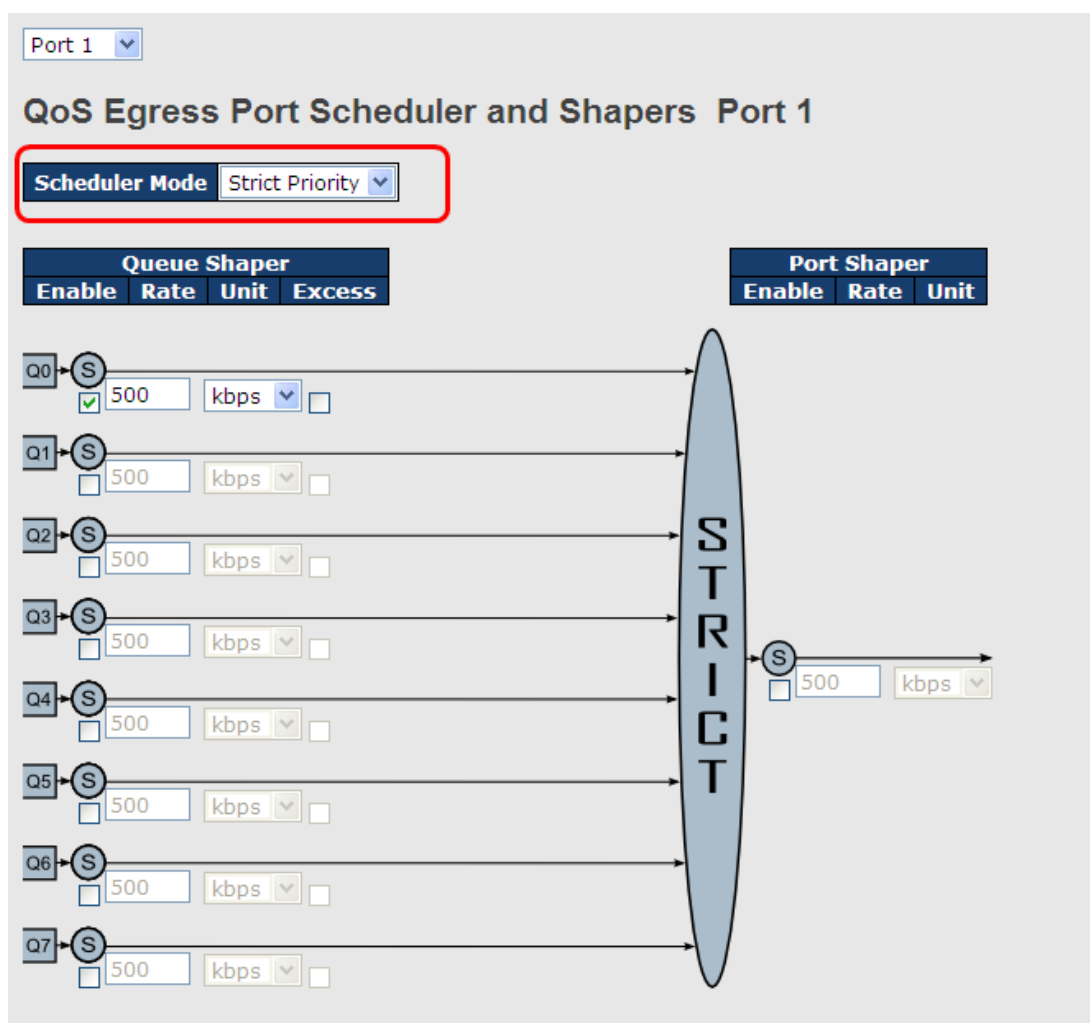 Port 1
QoS Egress Port Scheduler and Shapers Port 1
Scheduler Mode Strict Priority
Queue Shaper Port Shaper
Enable Rate Unit Excess Enable Rate Unit
Q0 S
500 kbps
Q1 S
500 kbps
Q2 S
500 kbps
Q3 S
500 kbps
Q4 S
500 kbps
Q5 S
500 kbps
Q6 S
500 kbps
Q7 S
500 kbps
STRICT
S
500 kbps